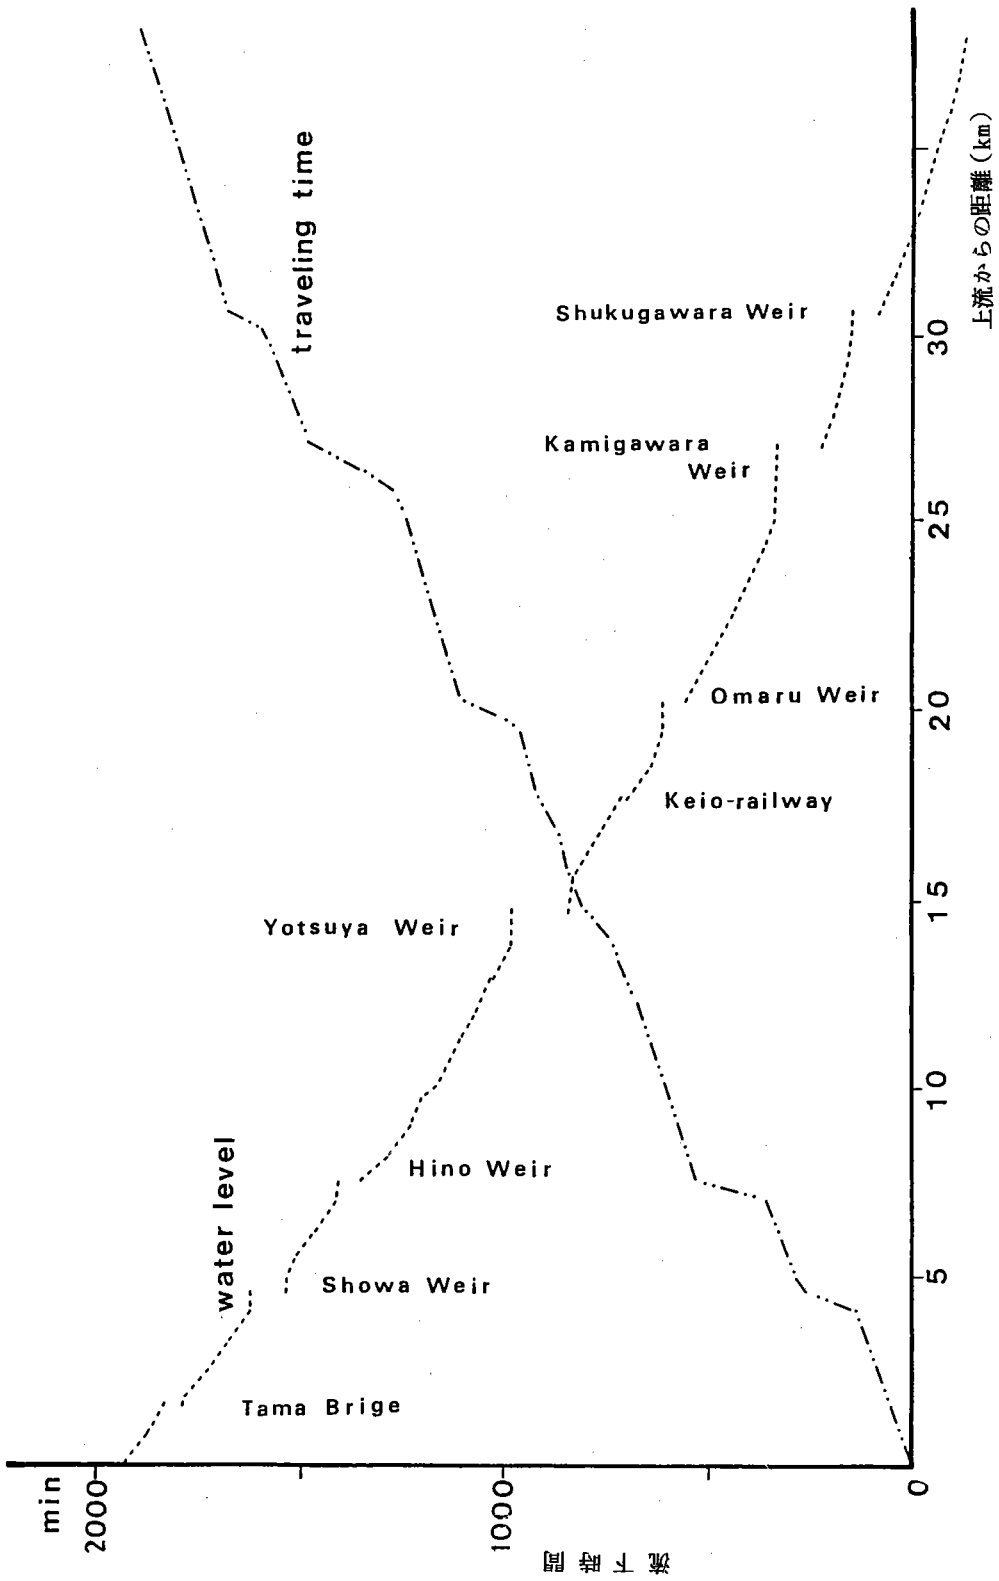 min
2000
1000
0
流下時間
water level
traveling time
Tama Brige
Showa Weir
Hino Weir
Yotsuya Weir
Keio-railway
Omaru Weir
Kamigawara
Weir
Shukugawara Weir
5
10
15
20
25
30
上流からの距離(km)